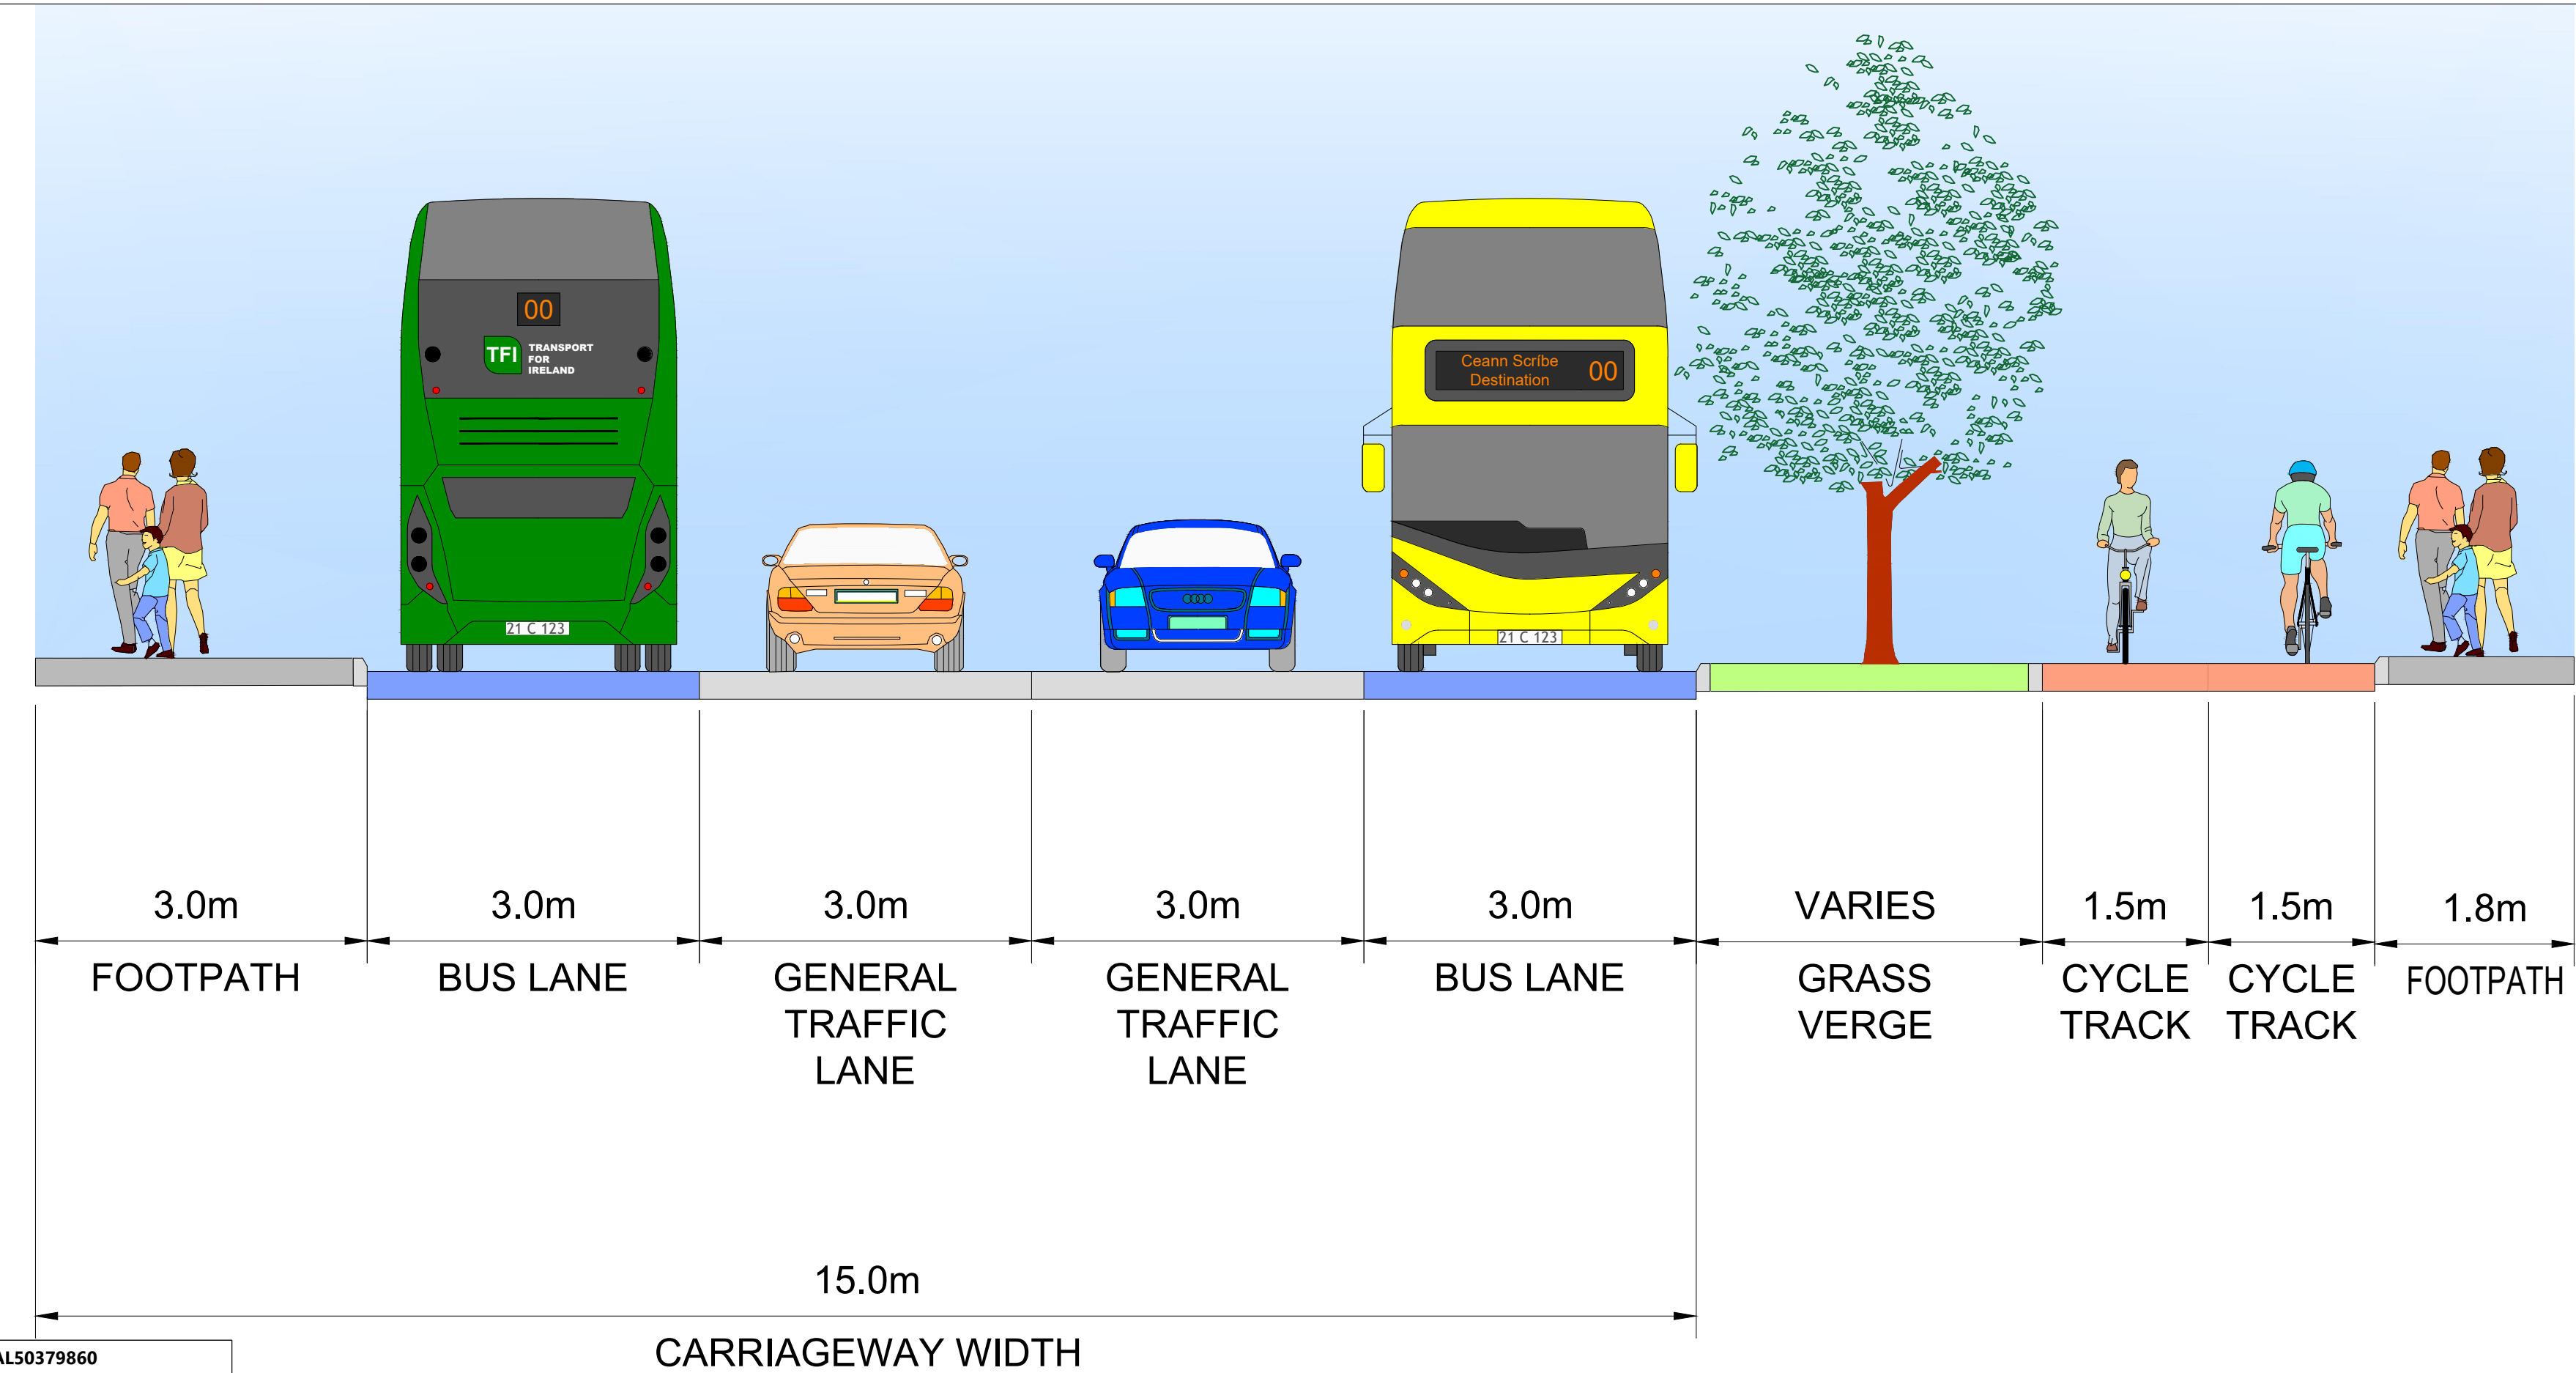 00
TFI TRANSPORT
FOR
IRELAND
21 C 123
Ceann Scríbe 00
Destination
21 C 123
3.0m 3.0m 3.0m 3.0m 3.0m VARIES 1.5m 1.5m 1.8m
FOOTPATH BUS LANE GENERAL GENERAL BUS LANE GRASS CYCLE CYCLE FOOTPATH
TRAFFIC TRAFFIC VERGE TRACK TRACK
LANE LANE
15.0m
CARRIAGEWAY WIDTH
AL50379860